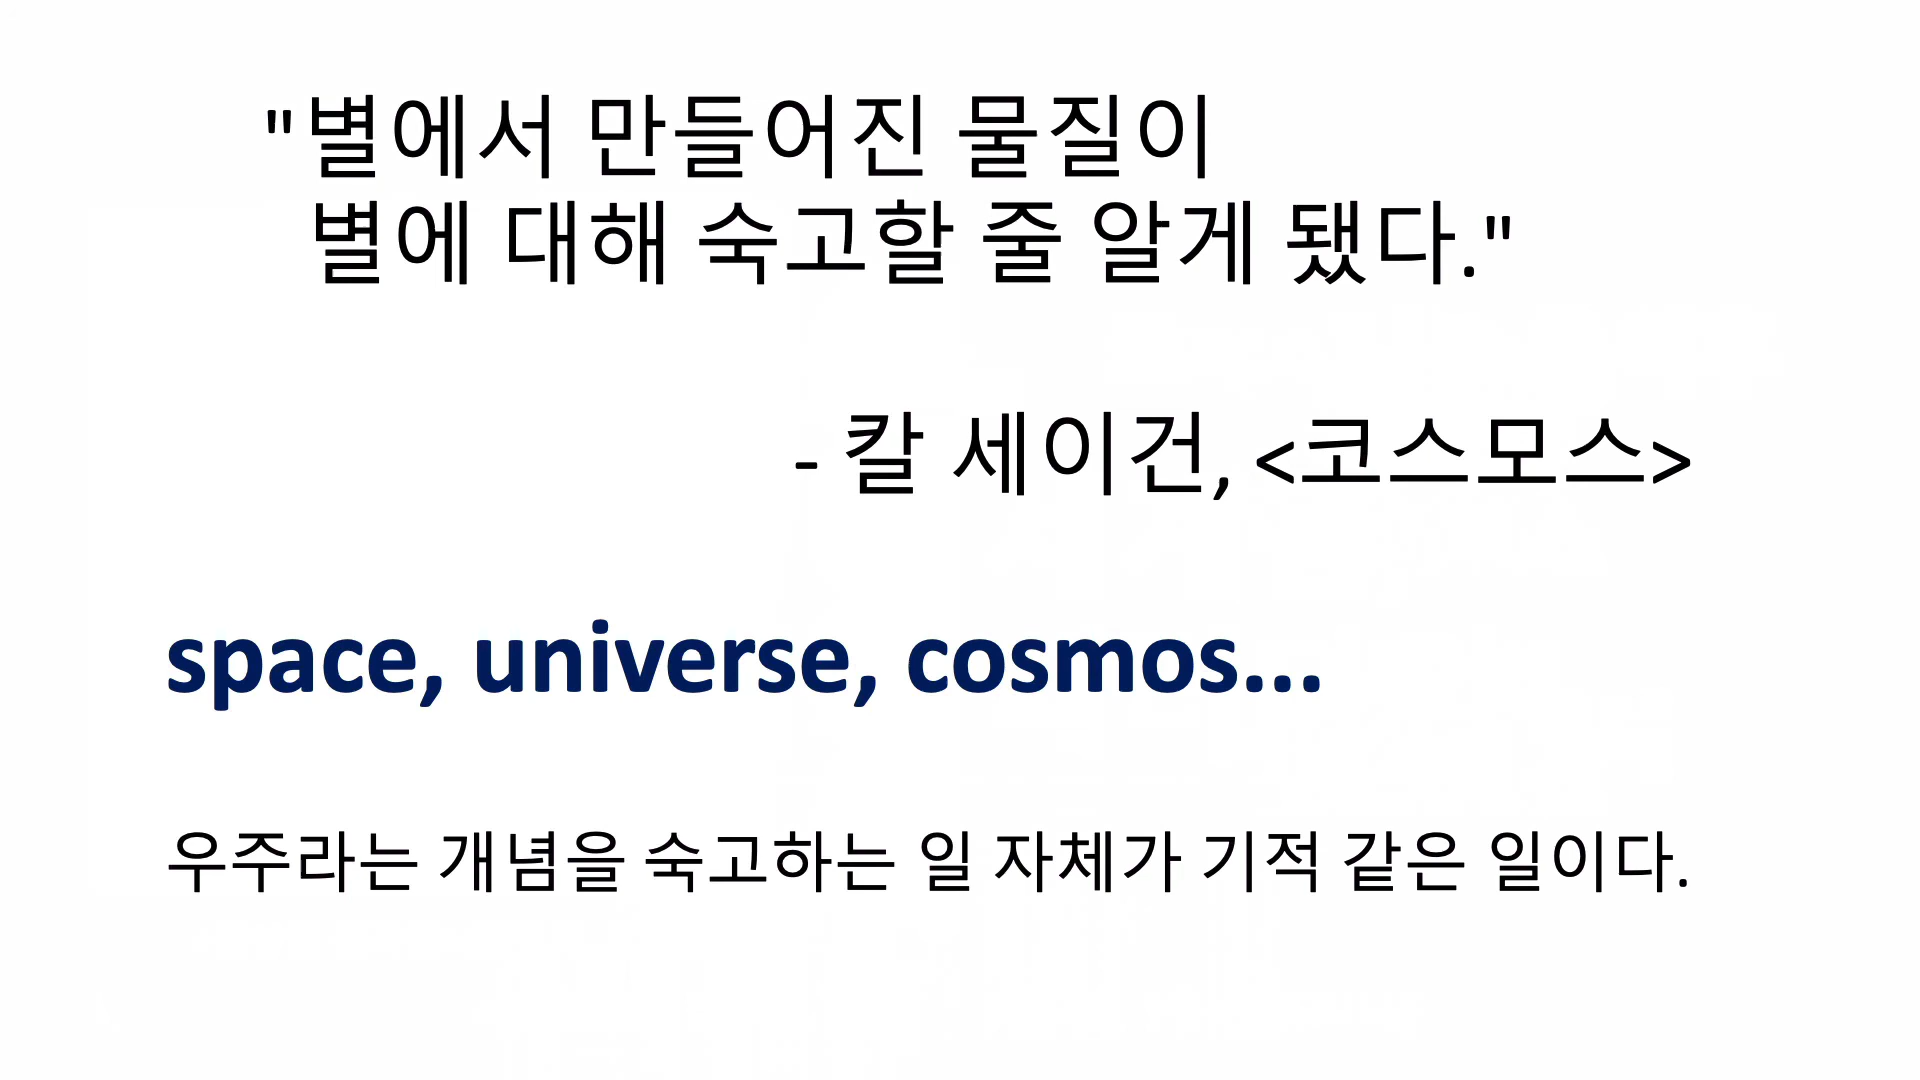 "별에서 만들어진 물질이
별에 대해 숙고할 줄 알게 됐다."
- 칼 세이건, <코스모스>
space, universe, cosmos...
우주라는 개념을 숙고하는 일 자체가 기적 같은 일이다.